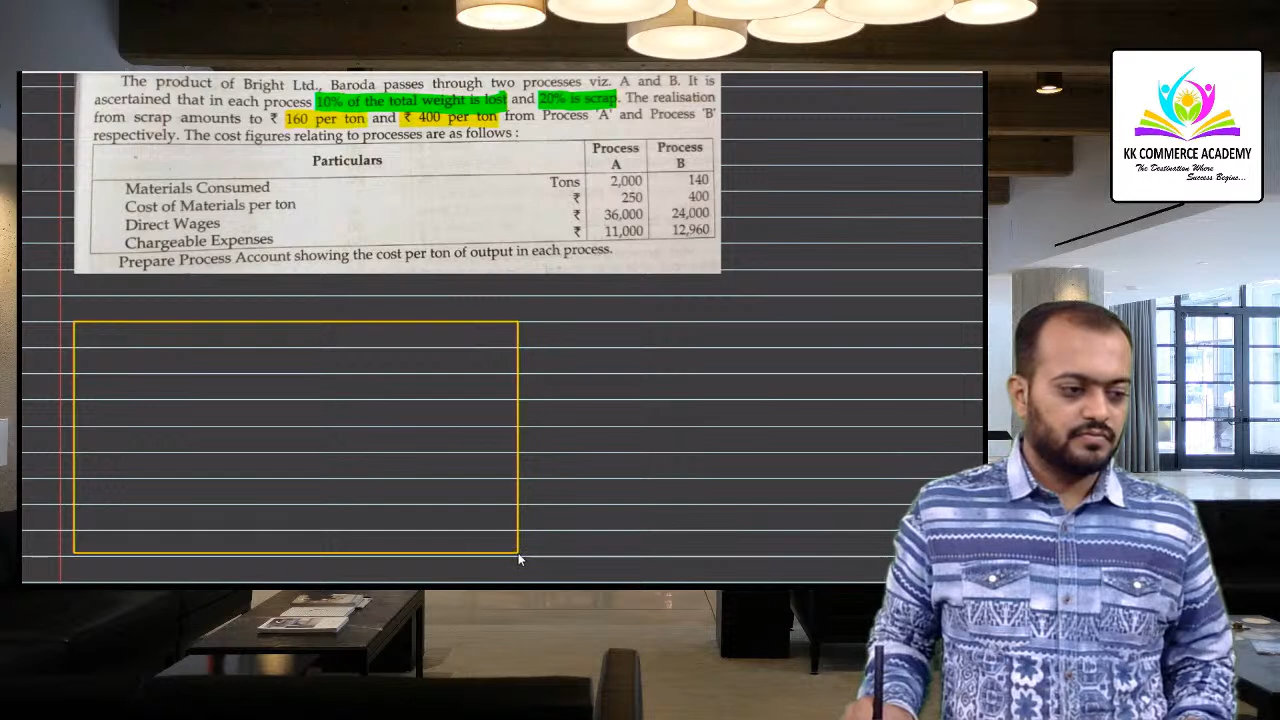 The product of Bright Ltd., Baroda passes through two processes viz. A and B. It is
ascertained that in each process 10% of the total weight is lost and 20% is scrap. The realisation
from scrap amounts to ₹ 160 per ton and ₹ 400 per ton from Process 'A' and Process 'B'
respectively. The cost figures relating to processes are as follows :
Particulars Process A Process B
Materials Consumed Tons 2,000 140
Cost of Materials per ton ₹ 250 400
Direct Wages ₹ 36,000 24,000
Chargeable Expenses ₹ 11,000 12,960
Prepare Process Account showing the cost per ton of output in each process.
KK COMMERCE ACADEMY
The Destination Where
Success Begins...